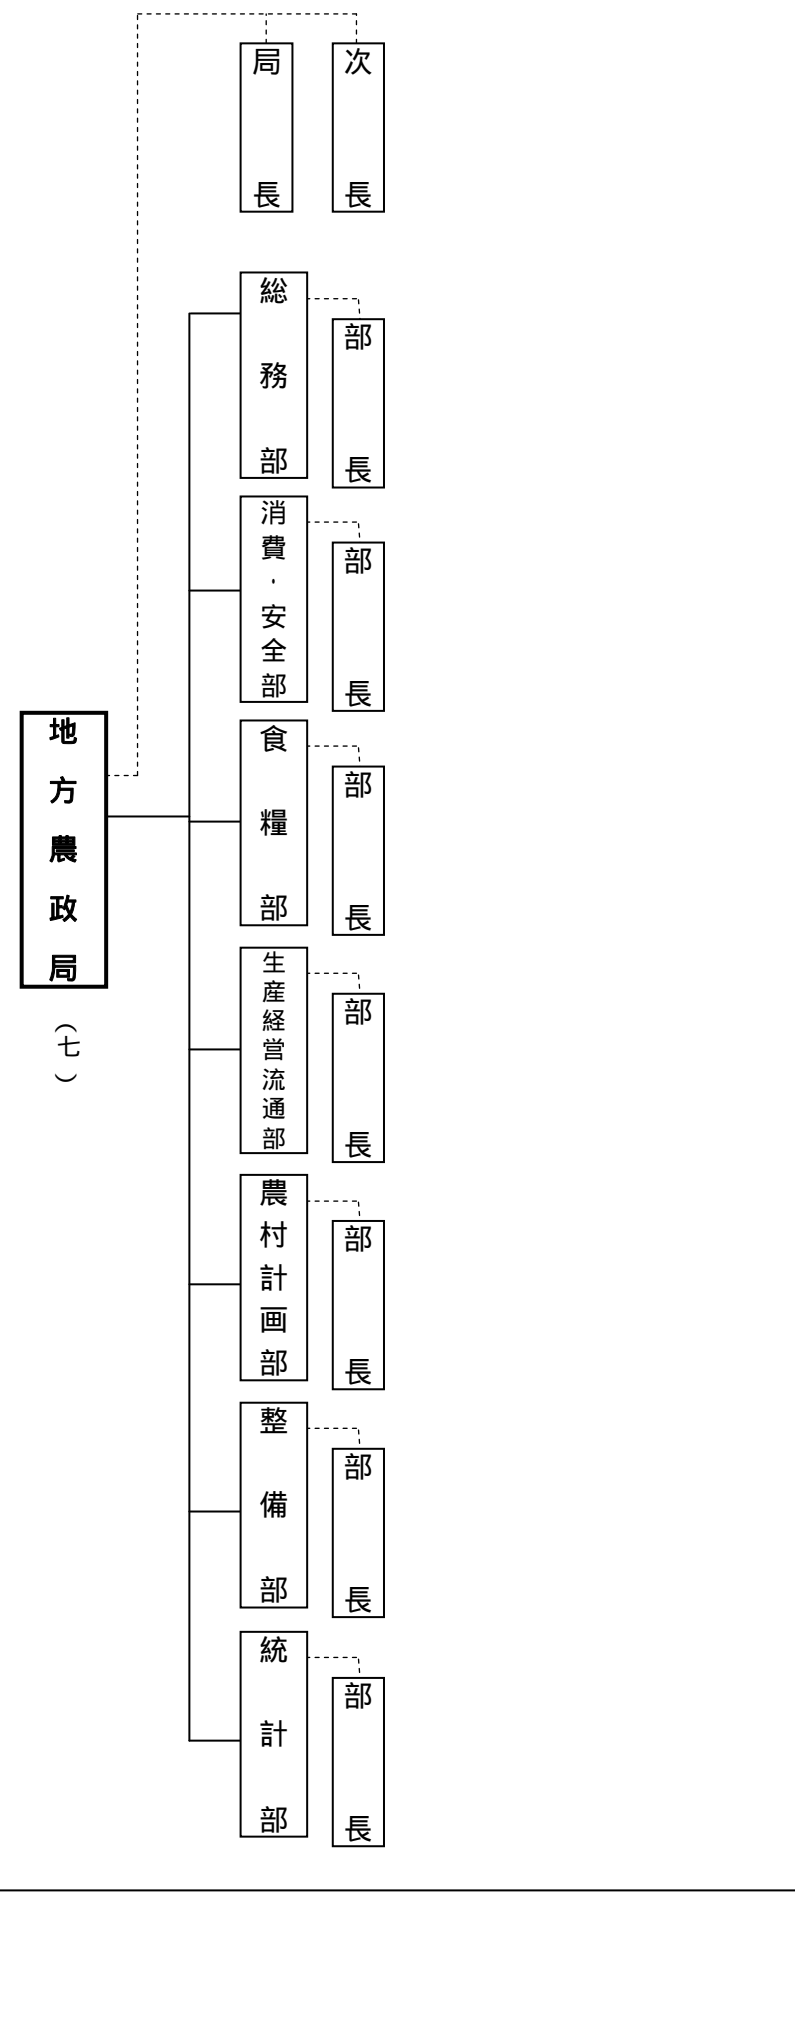 局長
次長
総務部
部長
消費・安全部
部長
地方農政局
（七）
食糧部
部長
生産経営流通部
部長
農村計画部
部長
整備部
部長
統計部
部長